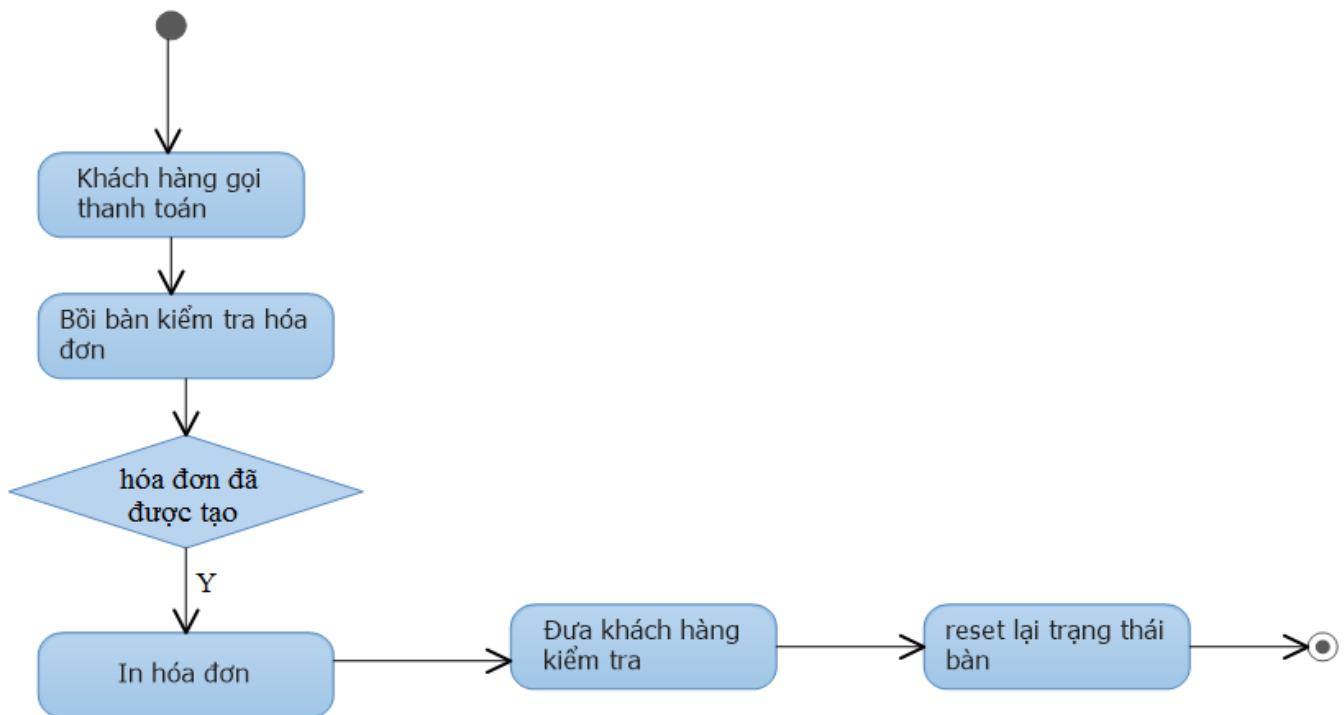 Khách hàng gọi
thanh toán
Bồi bàn kiểm tra hóa
đơn
hóa đơn đã
được tạo
Y
In hóa đơn
Đưa khách hàng
kiểm tra
reset lại trạng thái
bàn